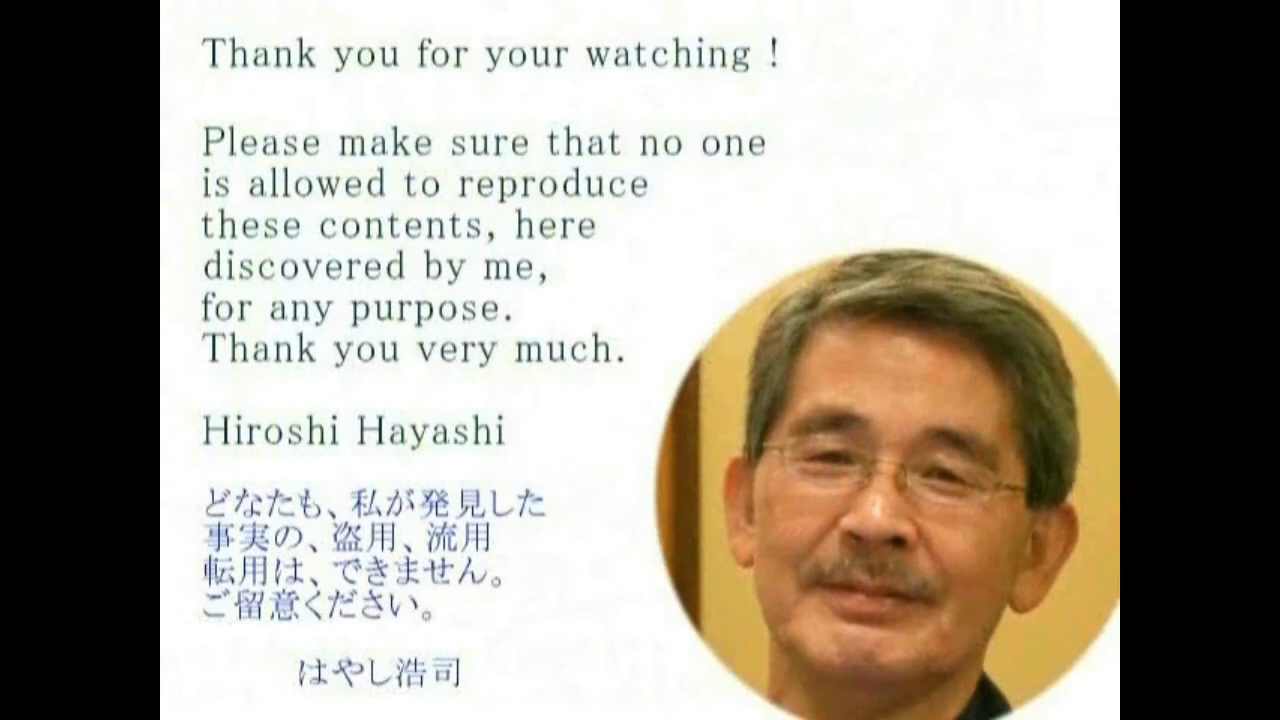 Thank you for your watching !
Please make sure that no one
is allowed to reproduce
these contents, here
discovered by me,
for any purpose.
Thank you very much.
Hiroshi Hayashi
どなたも、私が発見した
事実の、盗用、流用
転用は、できません。
ご留意ください。
はやし浩司